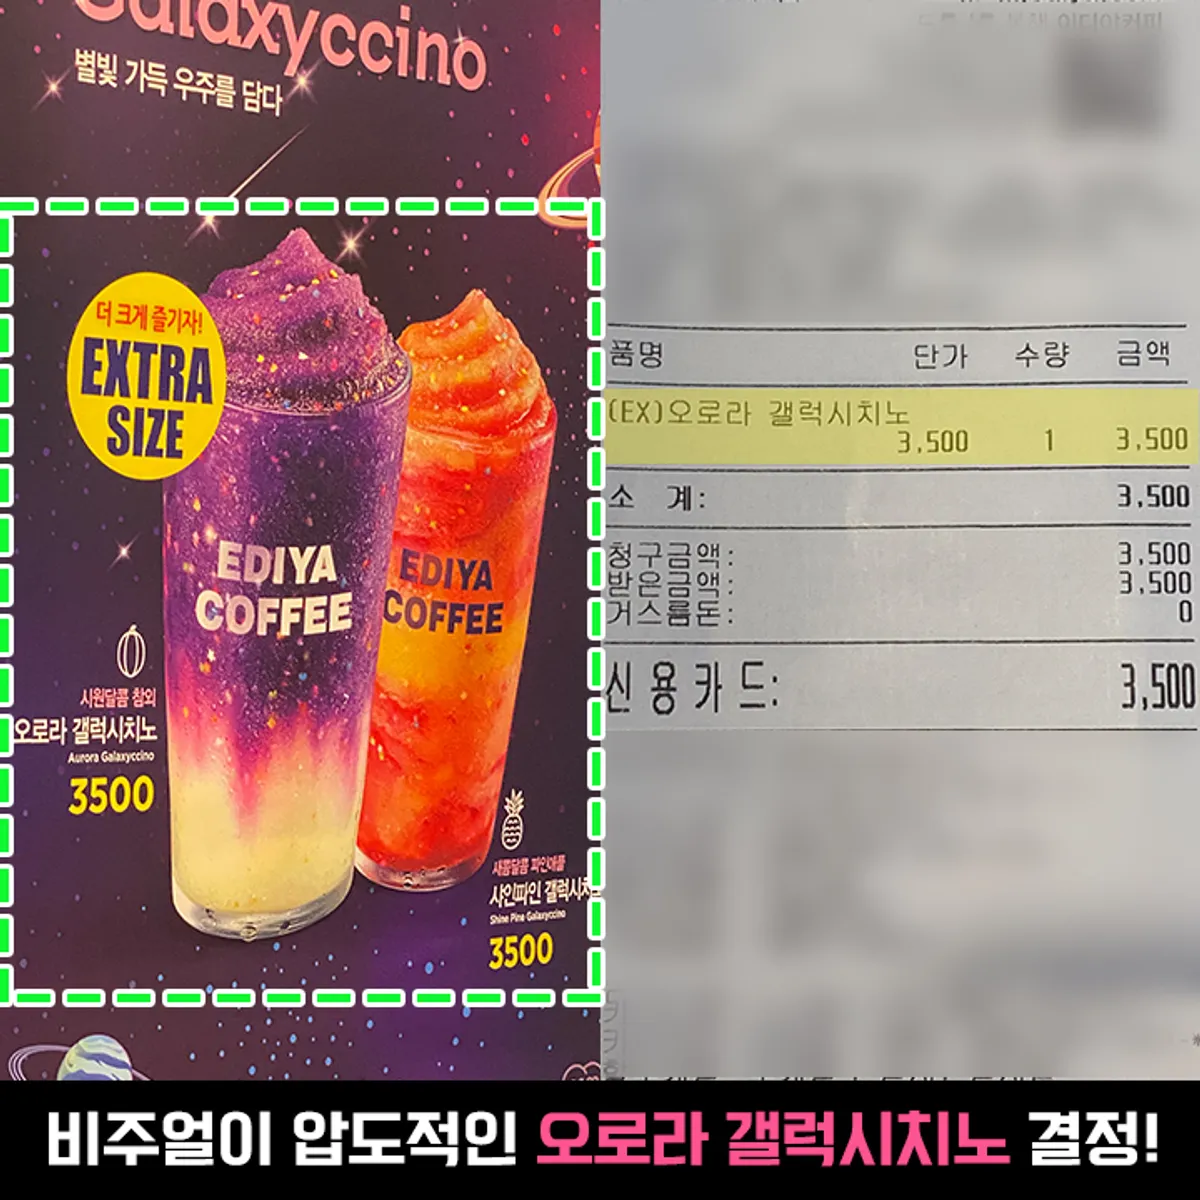 Galaxyccino
별빛 가득 우주를 담다
더 크게 즐기자!
EXTRA
SIZE
EDIYA
COFFEE
EDIYA
COFFEE
시원달콤 참외
오로라 갤럭시치노
Aurora Galaxyccino
3500
새콤달콤 파인애플
샤인파인 갤럭시치
Shine Pine Galaxyccino
3500
품명 단가 수량 금액
(EX)오로라 갤럭시치노
3,500 1 3,500
소 계: 3,500
청구금액: 3,500
받은금액: 3,500
거스름돈: 0
신용카드: 3,500
비주얼이 압도적인 오로라 갤럭시치노 결정!